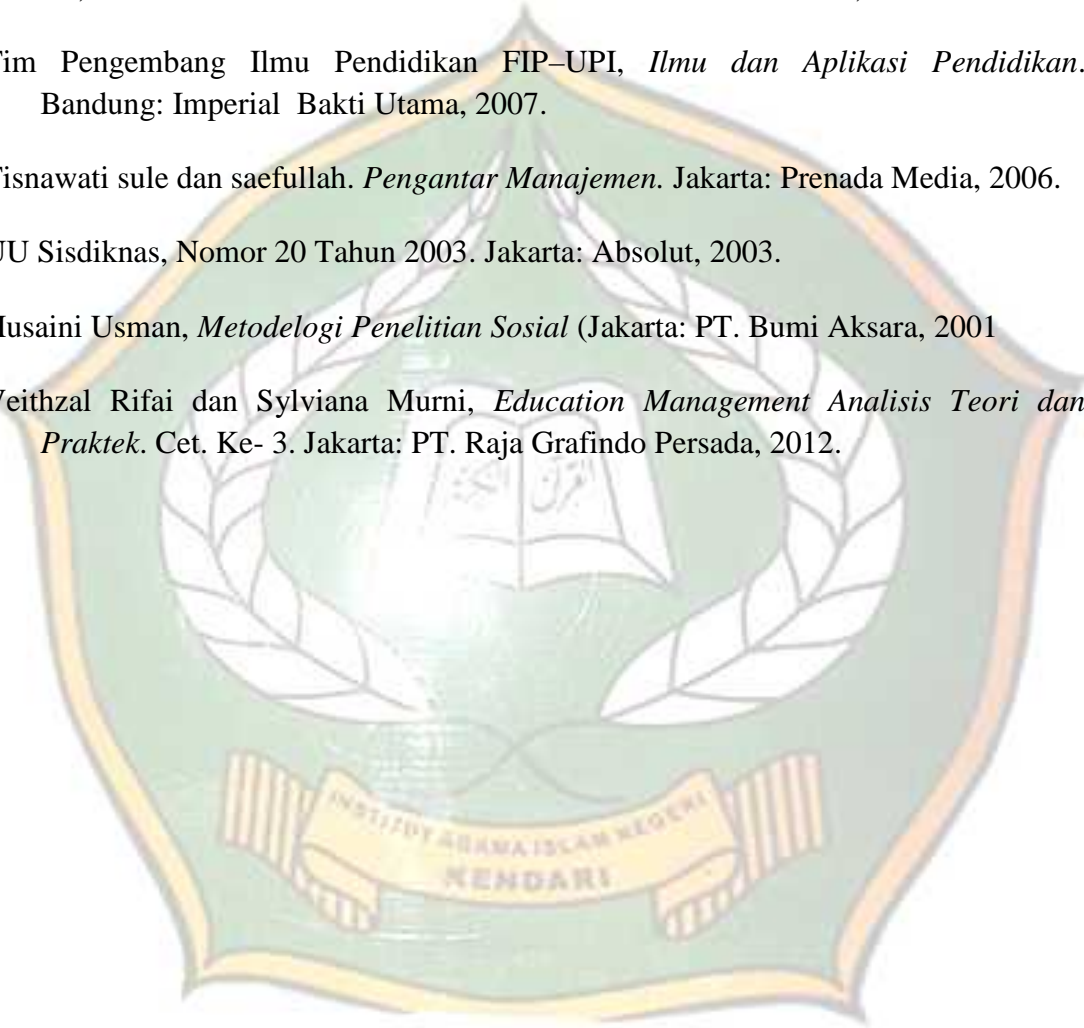 Tim Pengembang Ilmu Pendidikan FIP–UPI, Ilmu dan Aplikasi Pendidikan.
Bandung: Imperial Bakti Utama, 2007.
Tisnawati sule dan saefullah. Pengantar Manajemen. Jakarta: Prenada Media, 2006.
UU Sisdiknas, Nomor 20 Tahun 2003. Jakarta: Absolut, 2003.
Husaini Usman, Metodelogi Penelitian Sosial (Jakarta: PT. Bumi Aksara, 2001
Veithzal Rifai dan Sylviana Murni, Education Management Analisis Teori dan
Praktek. Cet. Ke- 3. Jakarta: PT. Raja Grafindo Persada, 2012.
INSTITUT AGAMA ISLAM NEGERI
KENDARI